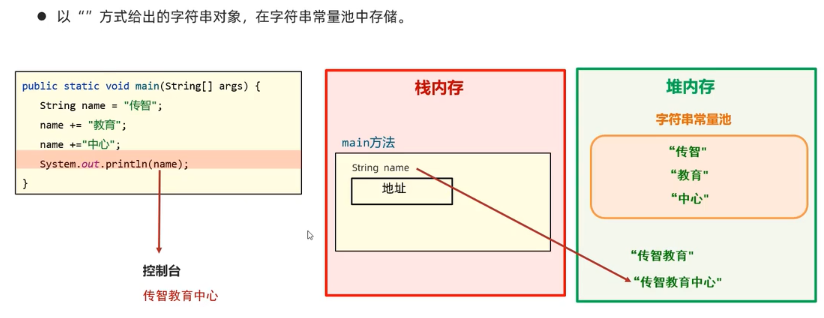 ● 以“”方式给出的字符串对象，在字符串常量池中存储。
public static void main(String[] args) {
String name = "传智";
name += "教育";
name +="中心";
System.out.println(name);
}
控制台
传智教育中心
栈内存
main方法
String name
地址
堆内存
字符串常量池
“传智"
“教育"
“中心"
“传智教育"
“传智教育中心"